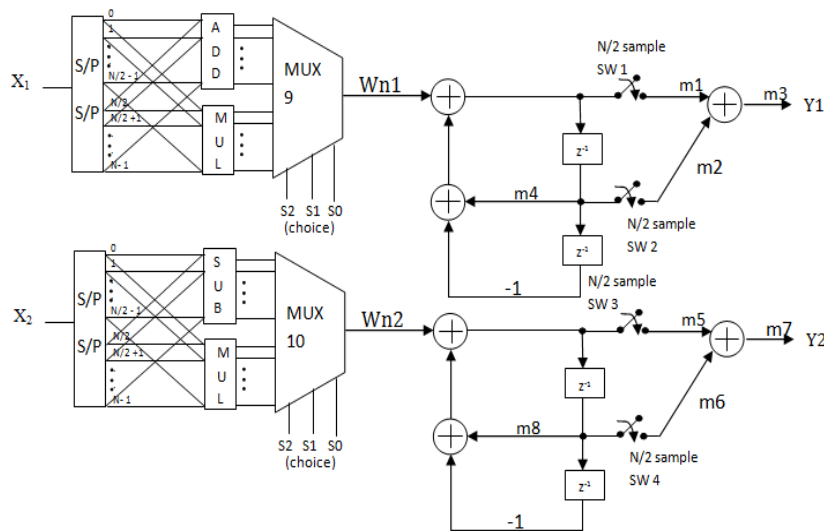 0
1
N/2 - 1
N/2
N/2 +1
N- 1
X1
S/P
S/P
A
D
D
M
U
L
MUX
9
S2 S1 S0
(choice)
Wn1
N/2 sample
SW 1
m1
m3
Y1
z-1
m2
m4
N/2 sample
SW 2
z-1
-1
0
1
N/2 - 1
N/2
N/2 +1
N- 1
X2
S/P
S/P
S
U
B
M
U
L
MUX
10
S2 S1 S0
(choice)
Wn2
N/2 sample
SW 3
m5
m7
Y2
z-1
m6
m8
N/2 sample
SW 4
z-1
-1